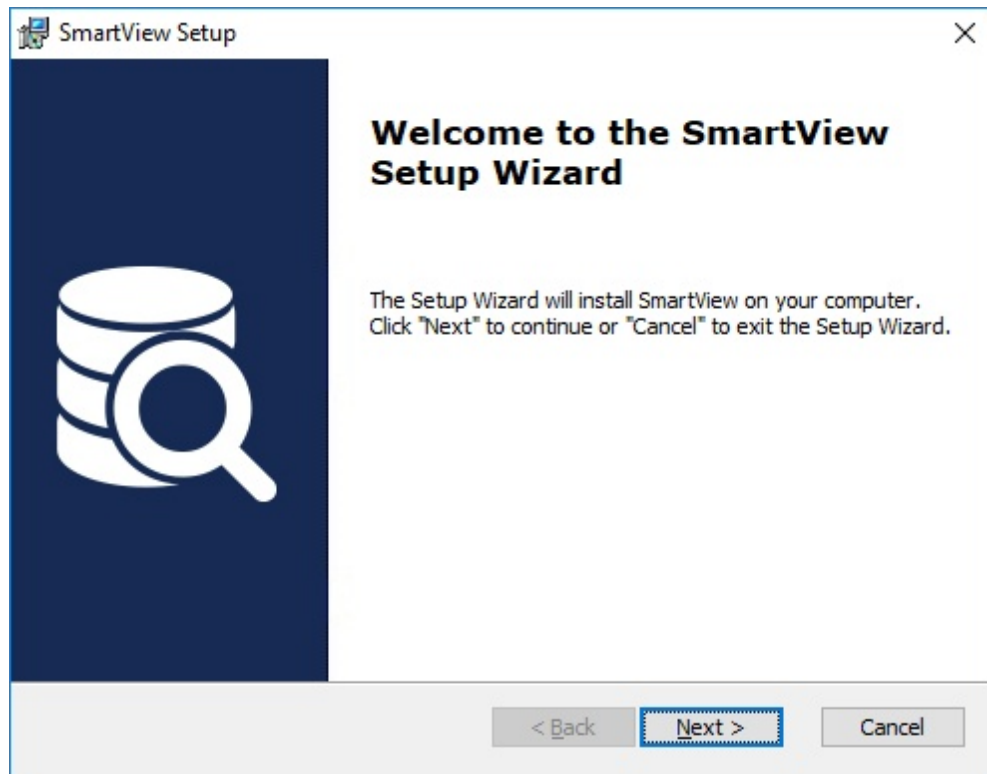 SmartView Setup
Welcome to the SmartView
Setup Wizard
The Setup Wizard will install SmartView on your computer.
Click "Next" to continue or "Cancel" to exit the Setup Wizard.
< Back Next > Cancel